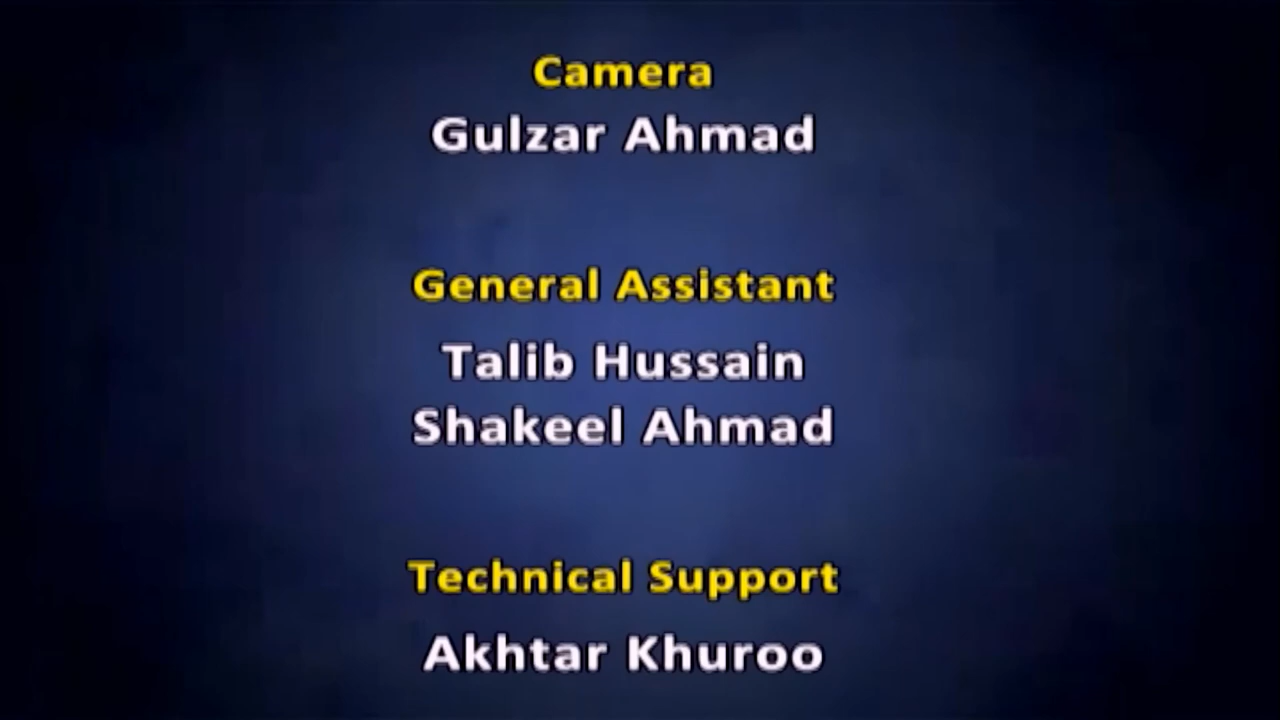 Camera
Gulzar Ahmad
General Assistant
Talib Hussain
Shakeel Ahmad
Technical Support
Akhtar Khuroo